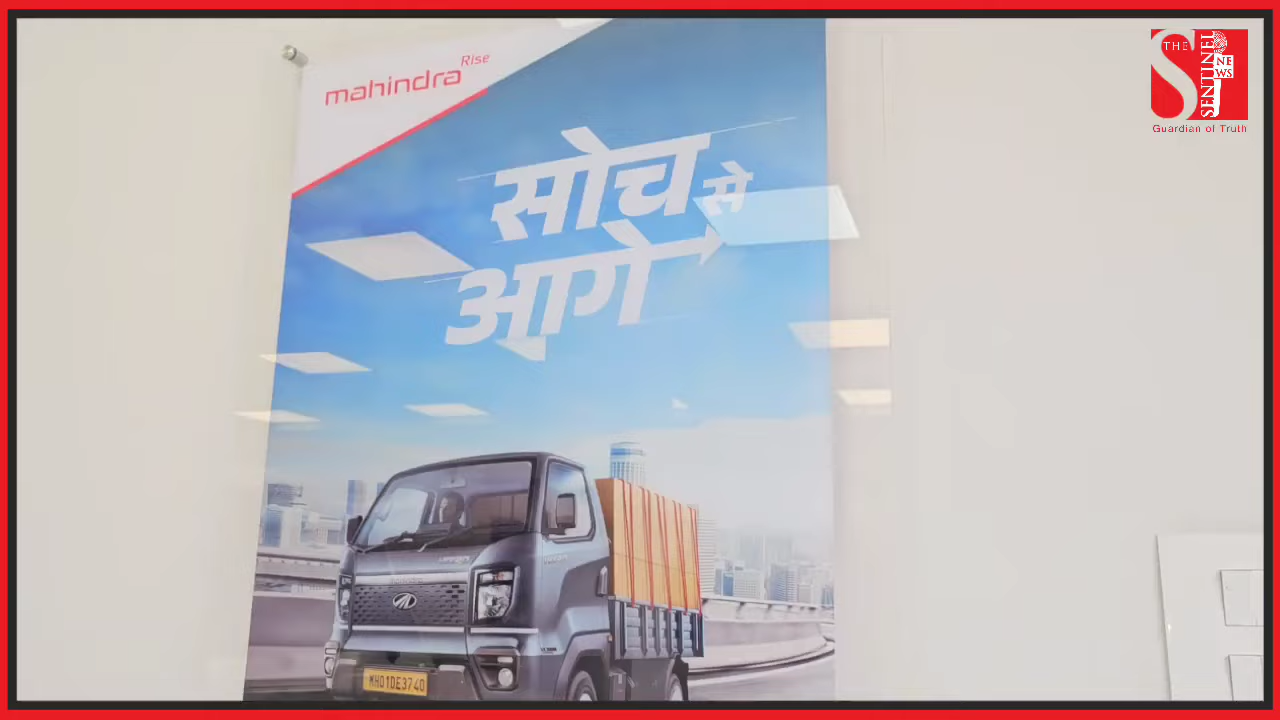 mahindra Rise
सोच से
आगे
MH01DE3740
THE
SENTINEL
NEWS
Guardian of Truth